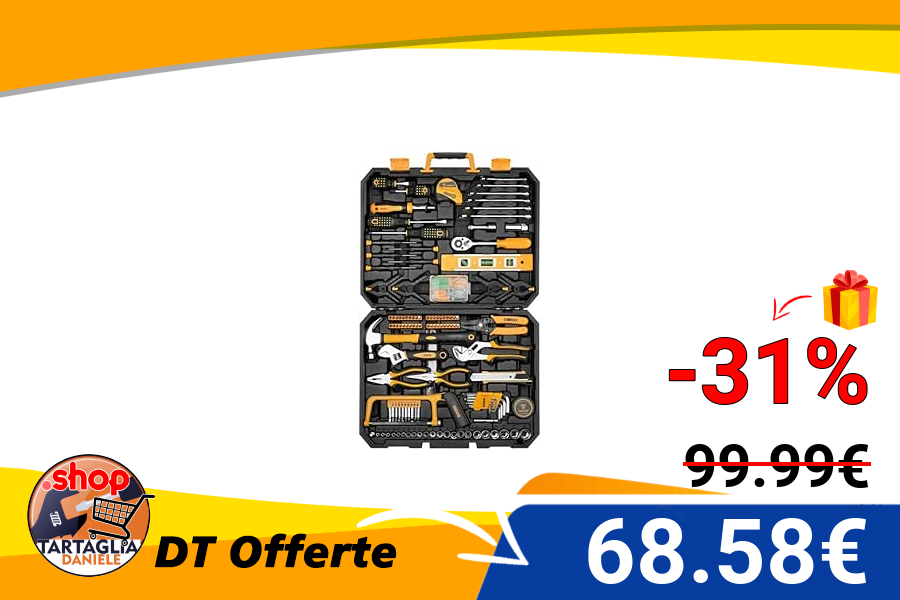 -31%
99.99€
68.58€
.shop
TARTAGLIA
DANIELE
DT Offerte